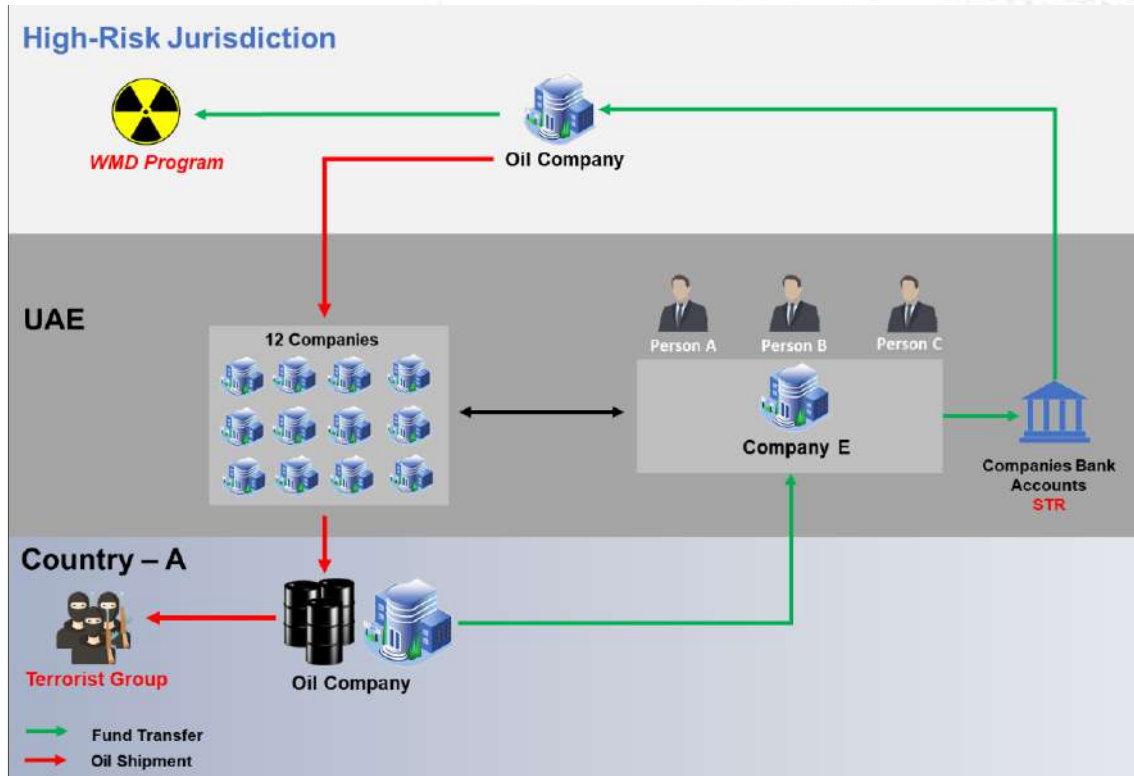 High-Risk Jurisdiction
WMD Program
Oil Company
UAE
12 Companies
Person A
Person B
Person C
Company E
Companies Bank
Accounts
STR
Country – A
Terrorist Group
Oil Company
Fund Transfer
Oil Shipment